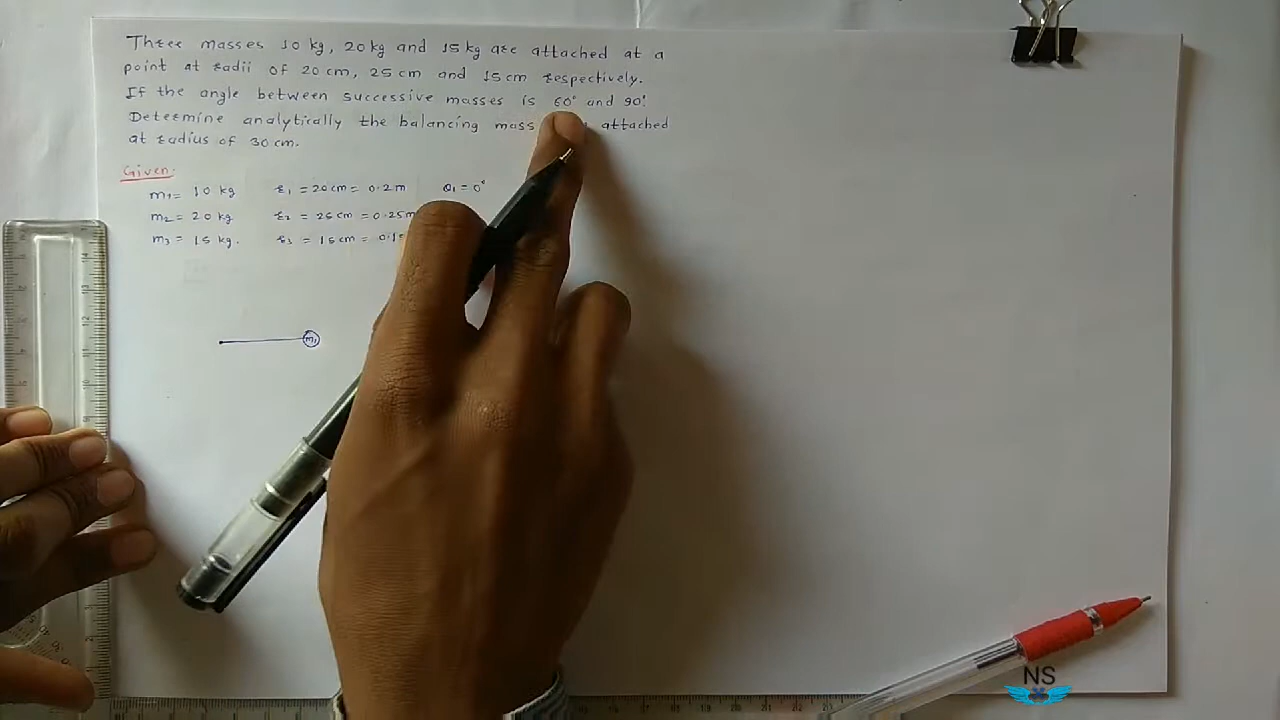 Three masses 10 kg, 20 kg and 15 kg are attached at a
point at radii of 20 cm, 25 cm and 15 cm respectively.
If the angle between successive masses is 60° and 90°.
Determine analytically the balancing mass attached
at radius of 30 cm.
Given:
m1 = 10 kg r1 = 20 cm = 0.2 m θ1 = 0°
m2 = 20 kg r2 = 25 cm = 0.25 m
m3 = 15 kg. r3 = 15 cm =
m1
NS